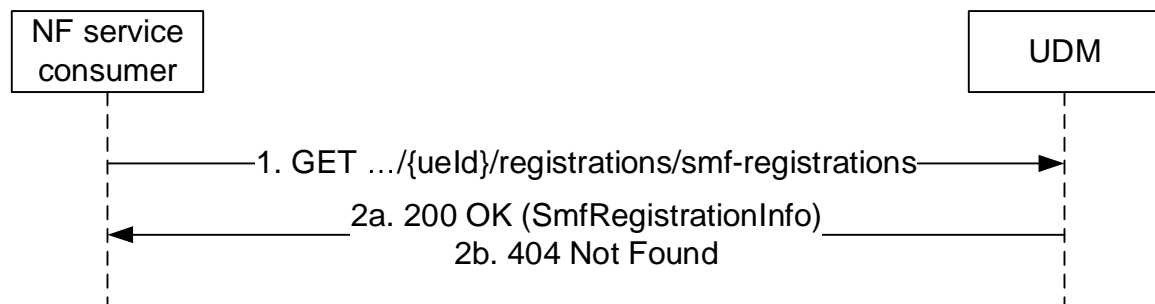 NF service
consumer
UDM
1. GET …/{ueId}/registrations/smf-registrations
2a. 200 OK (SmfRegistrationInfo)
2b. 404 Not Found